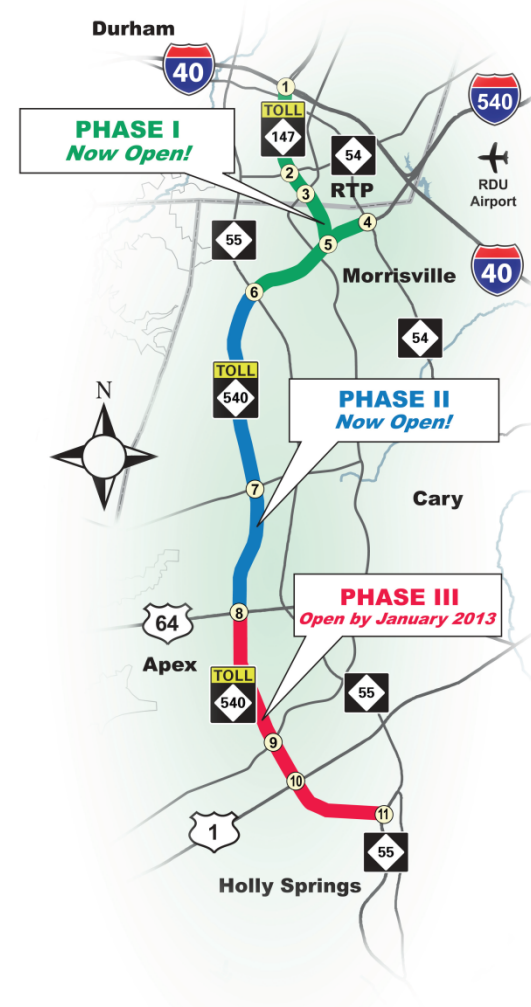 Durham
40
1
540
TOLL
147
PHASE I
Now Open!
54
2
RTP
RDU
Airport
3
4
55
5
40
Morrisville
6
54
TOLL
540
PHASE II
Now Open!
N
7
Cary
PHASE III
Open by January 2013
8
64
Apex
TOLL
540
55
9
10
11
1
55
Holly Springs